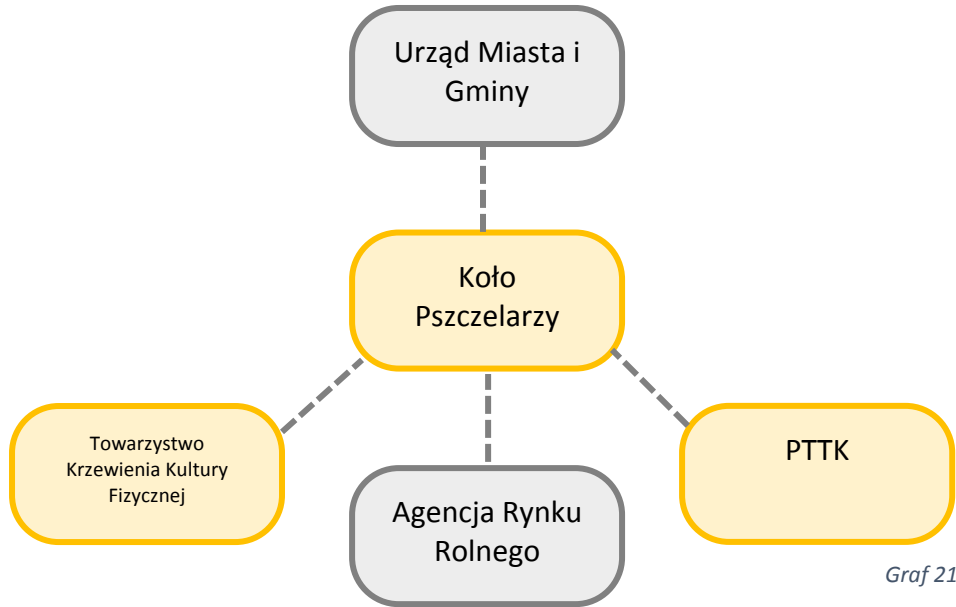 Urząd Miasta i
Gminy
Koło
Pszczelarzy
Towarzystwo
Krzewienia Kultury
Fizycznej
Agencja Rynku
Rolnego
PTTK
Graf 21